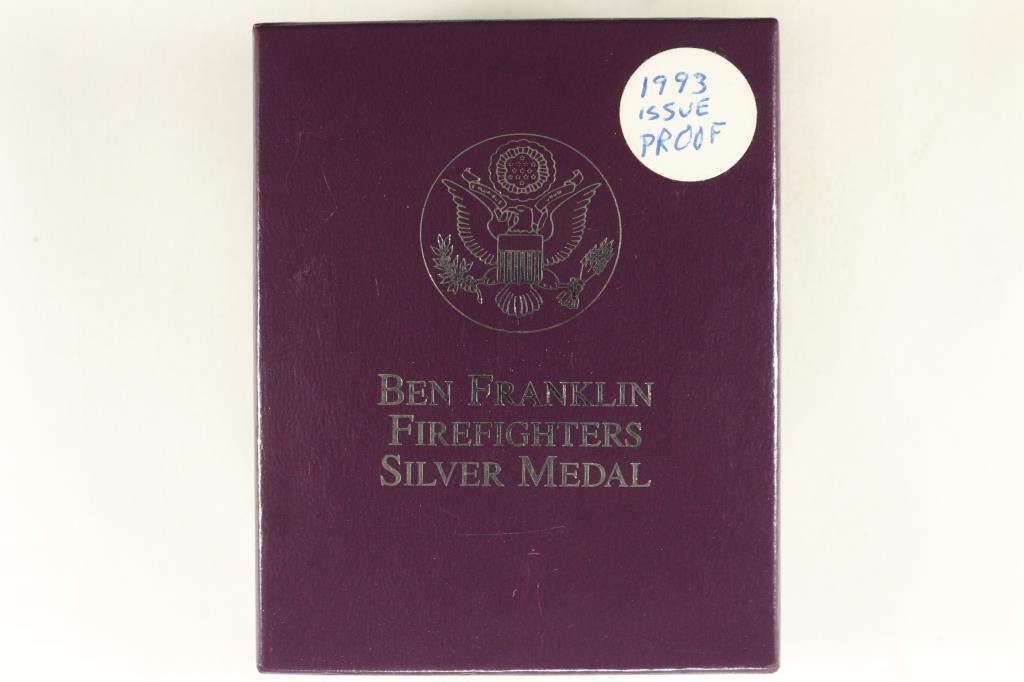 1993
ISSUE
PROOF
BEN FRANKLIN
FIREFIGHTERS
SILVER MEDAL